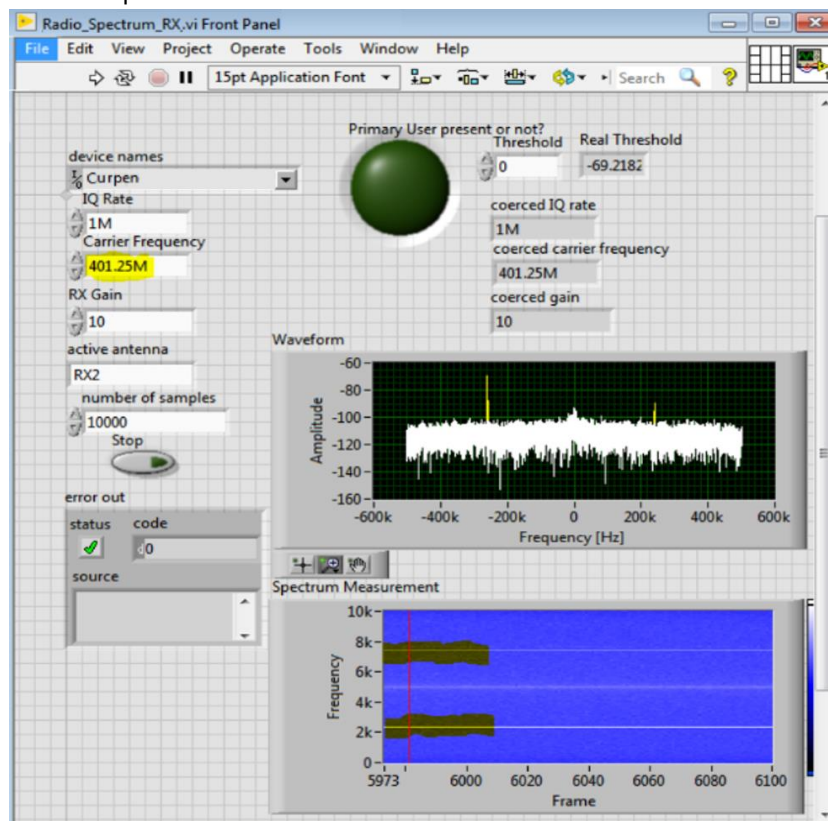 Radio_Spectrum_RX.vi Front Panel
File Edit View Project Operate Tools Window Help
15pt Application Font Search
Primary User present or not?
Threshold Real Threshold
0 -69.2182
device names
Curpen
IQ Rate
1M
Carrier Frequency
401.25M
RX Gain
10
active antenna
RX2
number of samples
10000
Stop
error out
status code
0
source
coerced IQ rate
1M
coerced carrier frequency
401.25M
coerced gain
10
Waveform
-60
-80
-100
-120
-140
-160
Amplitude
-600k -400k -200k 0 200k 400k 600k
Frequency [Hz]
Spectrum Measurement
10k
8k
6k
4k
2k
0
Frequency
5973 6000 6020 6040 6060 6080 6100
Frame